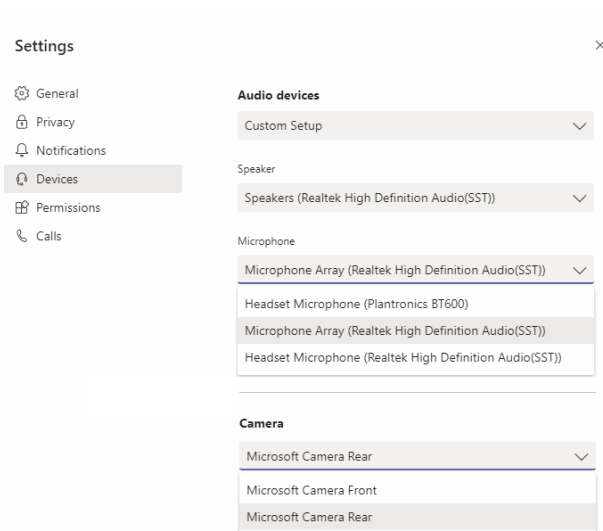 Settings
General
Privacy
Notifications
Devices
Permissions
Calls
Audio devices
Custom Setup
Speaker
Speakers (Realtek High Definition Audio(SST))
Microphone
Microphone Array (Realtek High Definition Audio(SST))
Headset Microphone (Plantronics BT600)
Microphone Array (Realtek High Definition Audio(SST))
Headset Microphone (Realtek High Definition Audio(SST))
Camera
Microsoft Camera Rear
Microsoft Camera Front
Microsoft Camera Rear